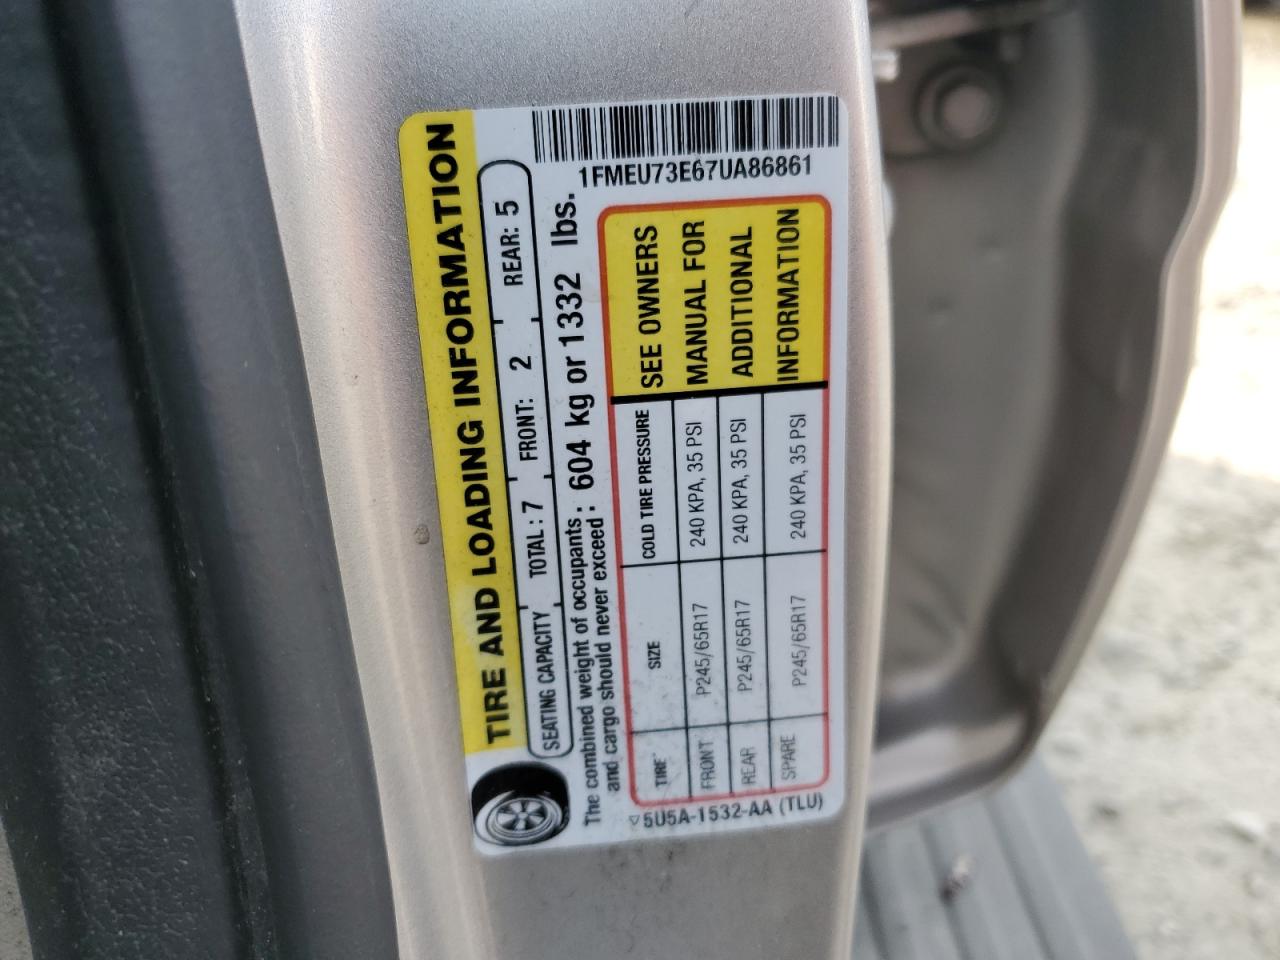 TIRE AND LOADING INFORMATION
SEATING CAPACITY TOTAL: 7 FRONT: 2 REAR: 5
The combined weight of occupants and cargo should never exceed: 604 kg or 1332 lbs.
TIRE SIZE COLD TIRE PRESSURE
FRONT P245/65R17 240 KPA, 35 PSI
REAR P245/65R17 240 KPA, 35 PSI
SPARE P245/65R17 240 KPA, 35 PSI
SEE OWNERS
MANUAL FOR
ADDITIONAL
INFORMATION
5U5A-1532-AA (TLU)
1FMEU73E67UA86861